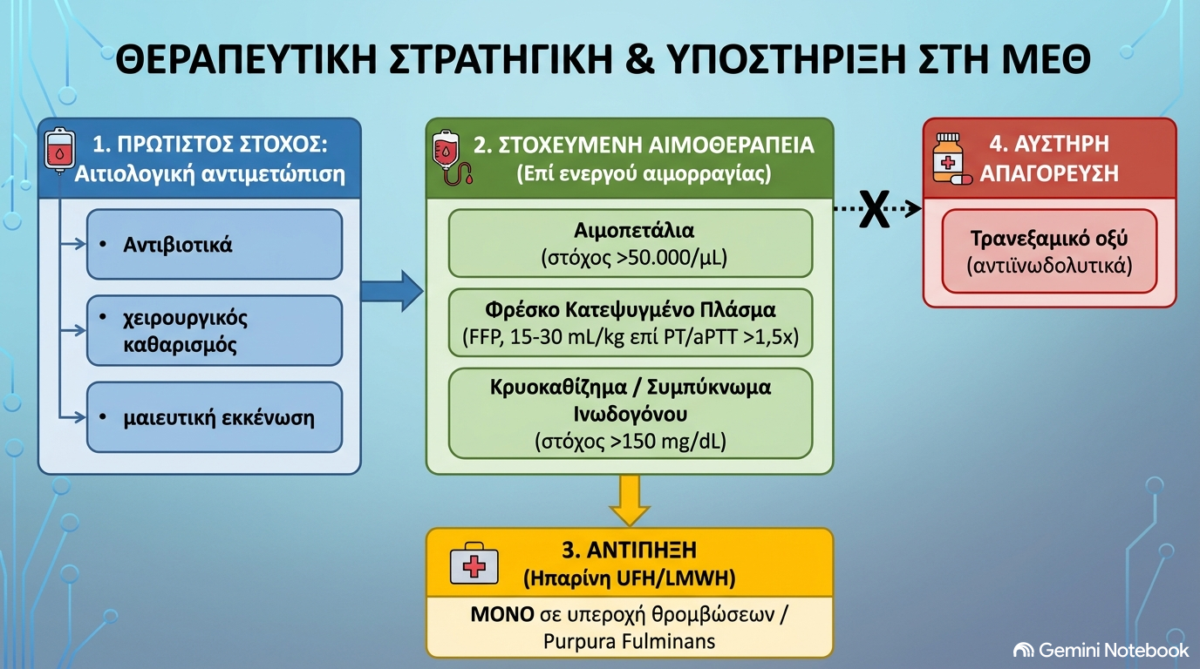 ΘΕΡΑΠΕΥΤΙΚΗ ΣΤΡΑΤΗΓΙΚΗ & ΥΠΟΣΤΗΡΙΞΗ ΣΤΗ ΜΕΘ
1. ΠΡΩΤΙΣΤΟΣ ΣΤΟΧΟΣ:
Αιτιολογική αντιμετώπιση
• Αντιβιοτικά
• χειρουργικός
καθαρισμός
• μαιευτική εκκένωση
2. ΣΤΟΧΕΥΜΕΝΗ ΑΙΜΟΘΕΡΑΠΕΙΑ
(Επί ενεργού αιμορραγίας)
Αιμοπετάλια
(στόχος >50.000/μL)
Φρέσκο Κατεψυγμένο Πλάσμα
(FFP, 15-30 mL/kg επί PT/aPTT >1,5x)
Κρυοκαθίζημα / Συμπύκνωμα
Ινωδογόνου
(στόχος >150 mg/dL)
3. ΑΝΤΙΠΗΞΗ
(Ηπαρίνη UFH/LMWH)
ΜΟΝΟ σε υπεροχή θρομβώσεων /
Purpura Fulminans
X
4. ΑΥΣΤΗΡΗ
ΑΠΑΓΟΡΕΥΣΗ
Τρανεξαμικό οξύ
(αντιϊνωδολυτικά)
Gemini Notebook